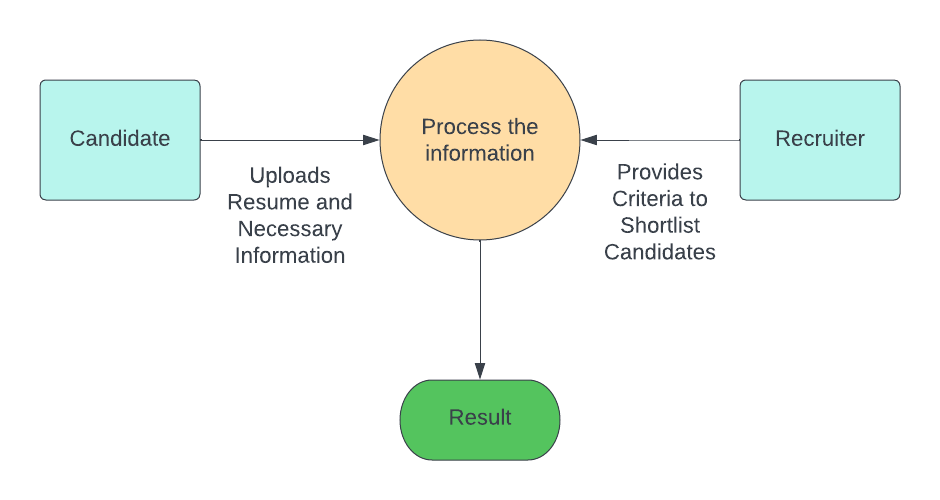 Candidate
Process the
information
Recruiter
Uploads
Resume and
Necessary
Information
Provides
Criteria to
Shortlist
Candidates
Result